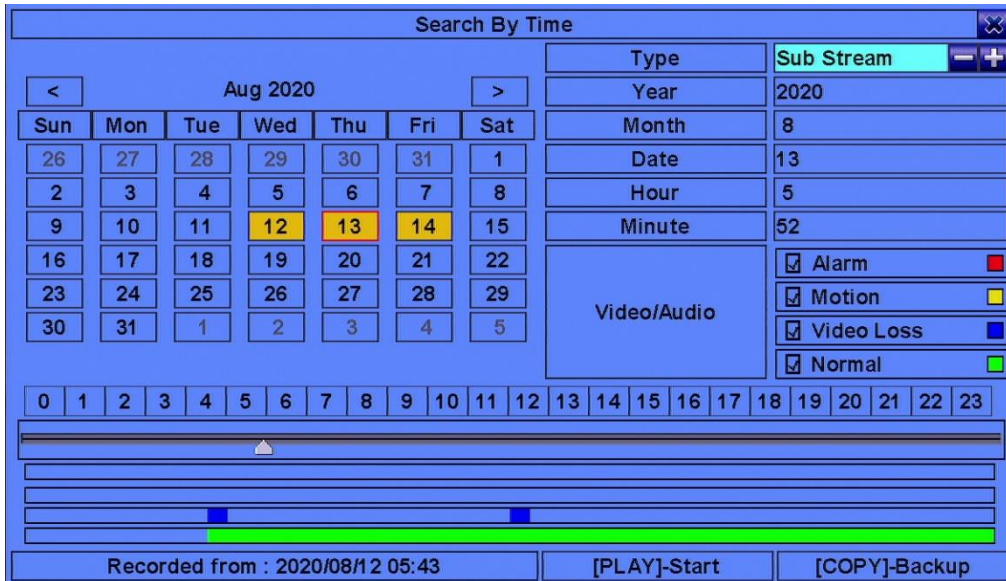 Search By Time
Type Sub Stream
< Aug 2020 > Year 2020
Sun Mon Tue Wed Thu Fri Sat Month 8
26 27 28 29 30 31 1 Date 13
2 3 4 5 6 7 8 Hour 5
9 10 11 12 13 14 15 Minute 52
16 17 18 19 20 21 22 Alarm
23 24 25 26 27 28 29 Motion
Video/Audio
30 31 1 2 3 4 5 Video Loss
Normal
0 1 2 3 4 5 6 7 8 9 10 11 12 13 14 15 16 17 18 19 20 21 22 23
Recorded from : 2020/08/12 05:43 [PLAY]-Start [COPY]-Backup